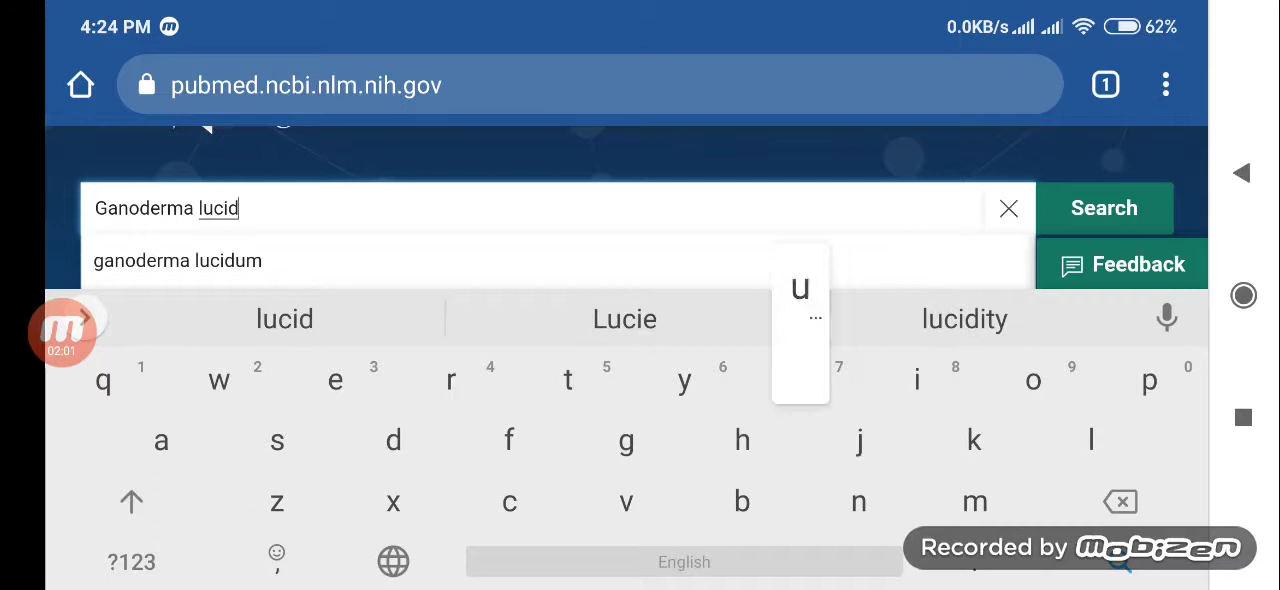 4:24 PM
0.0KB/s 62%
pubmed.ncbi.nlm.nih.gov
1
Ganoderma lucid
Search
ganoderma lucidum
Feedback
lucid Lucie lucidity
02:01
q 1 w 2 e 3 r 4 t 5 y 6 u ... 7 i 8 o 9 p 0
a s d f g h j k l
z x c v b n m
?123 , English .
Recorded by mobizen